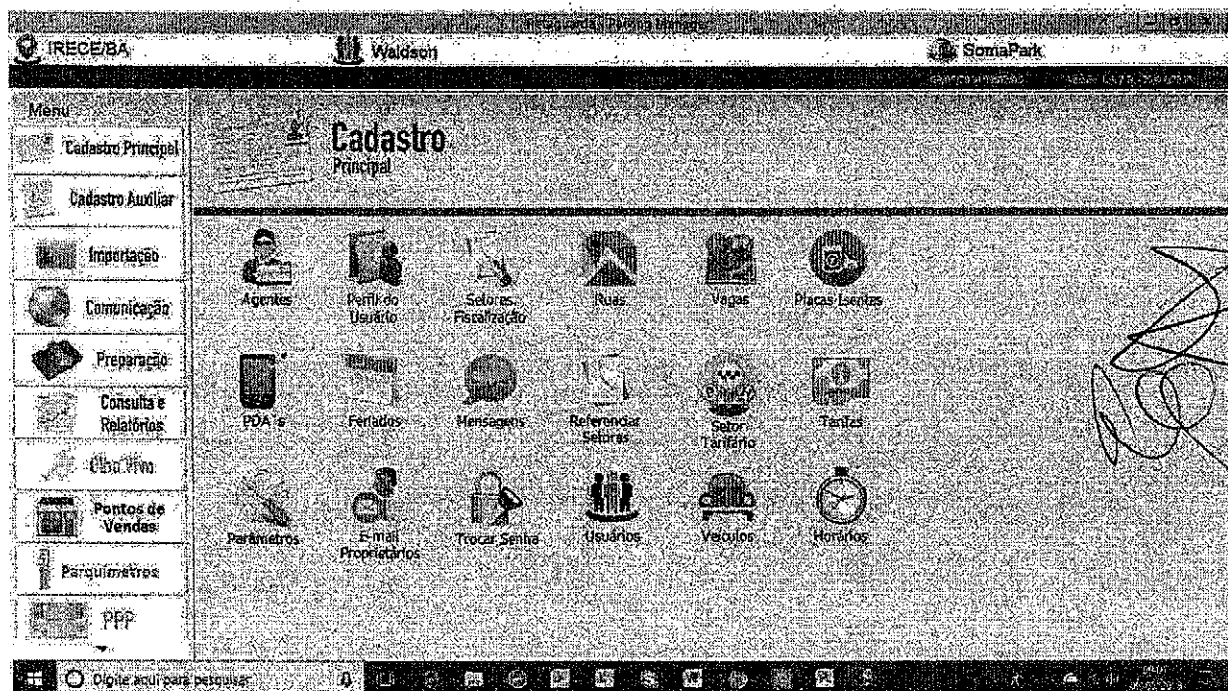 IRECE/BA
Waldson
SomaPark
Menu
Cadastro Principal
Cadastro Auxiliar
Importação
Comunicação
Preparação
Consulta e
Relatórios
Olho Vivo
Pontos de
Vendas
Parquímetros
PPP
Cadastro
Principal
Agentes
Perfil do
Usuário
Setores
Fiscalização
Ruas
Vagas
Placas Isentas
PDA's
Feriados
Mensagens
Referenciar
Setores
Setor
Tarifário
Tarifas
Parâmetros
E-mail
Proprietários
Trocar Senha
Usuários
Veículos
Horários
Digite aqui para pesquisar